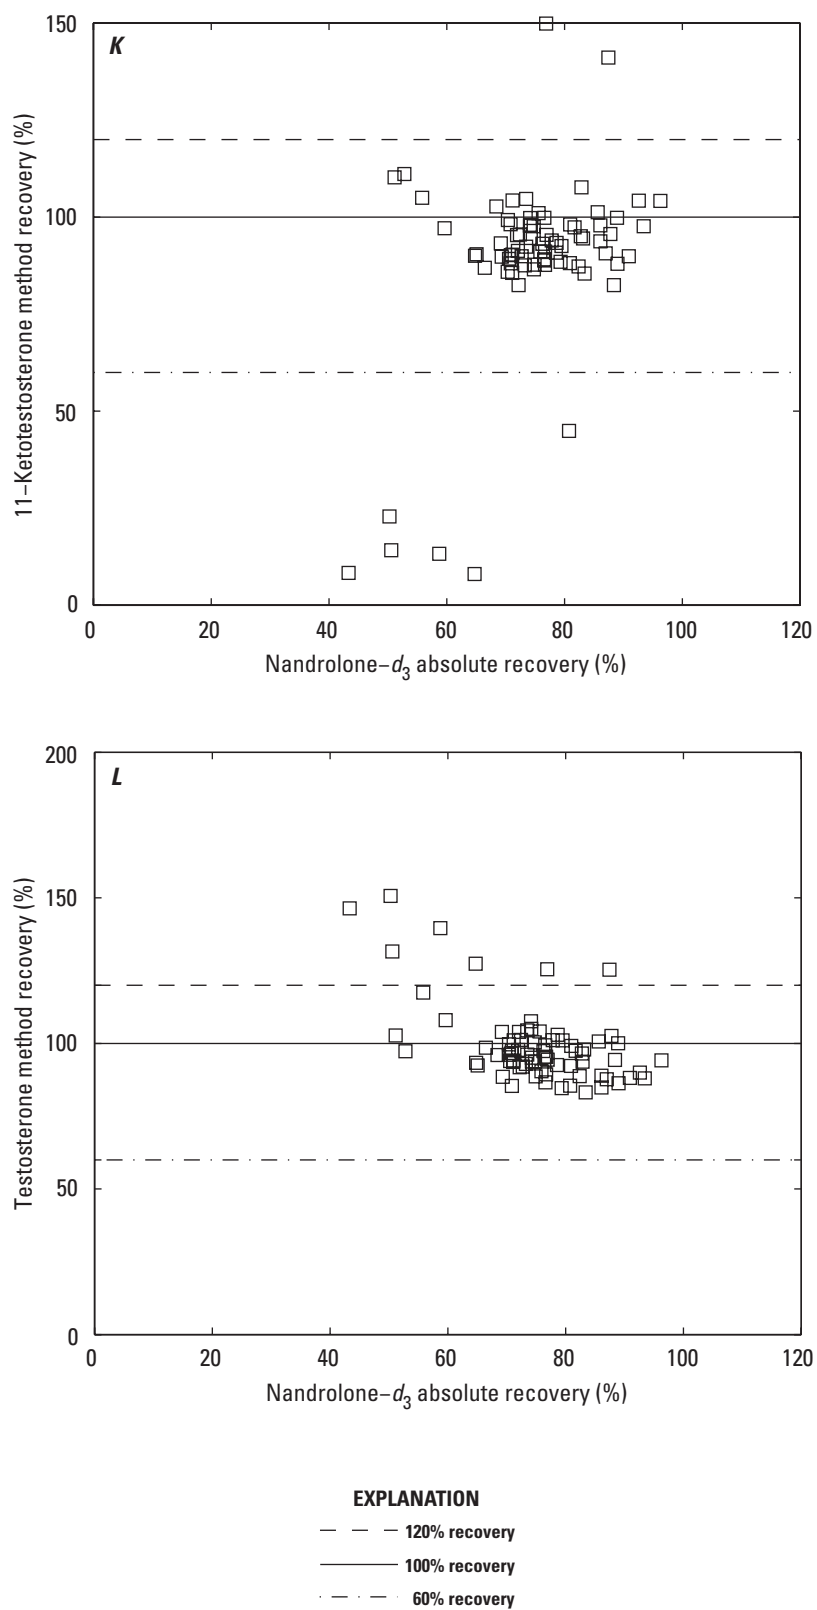 K
150
100
50
0
11–Ketotestosterone method recovery (%)
0 20 40 60 80 100 120
Nandrolone–d3 absolute recovery (%)
L
200
150
100
50
0
Testosterone method recovery (%)
0 20 40 60 80 100 120
Nandrolone–d3 absolute recovery (%)
EXPLANATION
120% recovery
100% recovery
60% recovery